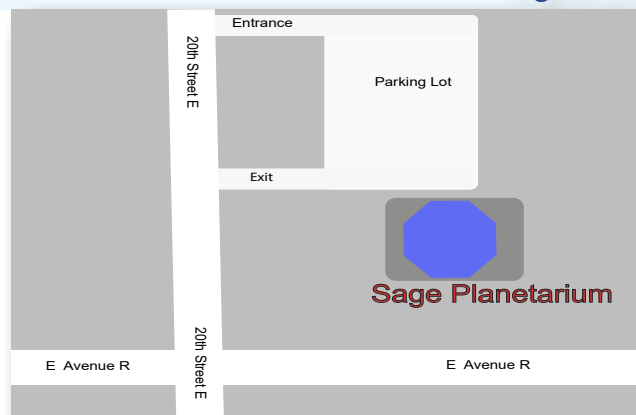 Entrance
20th Street E
Parking Lot
Exit
Sage Planetarium
20th Street E
E Avenue R
E Avenue R